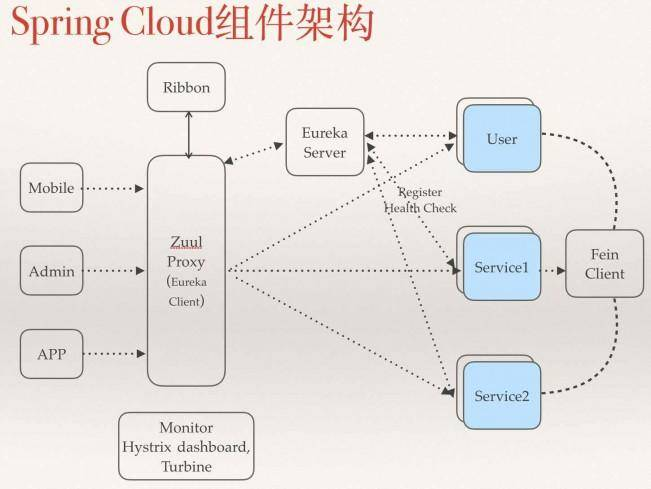 Spring Cloud组件架构
Ribbon
Eureka
Server
User
Mobile
Register
Health Check
Zuul
Proxy
(Eureka
Client)
Admin
Service1
Fein
Client
APP
Service2
Monitor
Hystrix dashboard,
Turbine